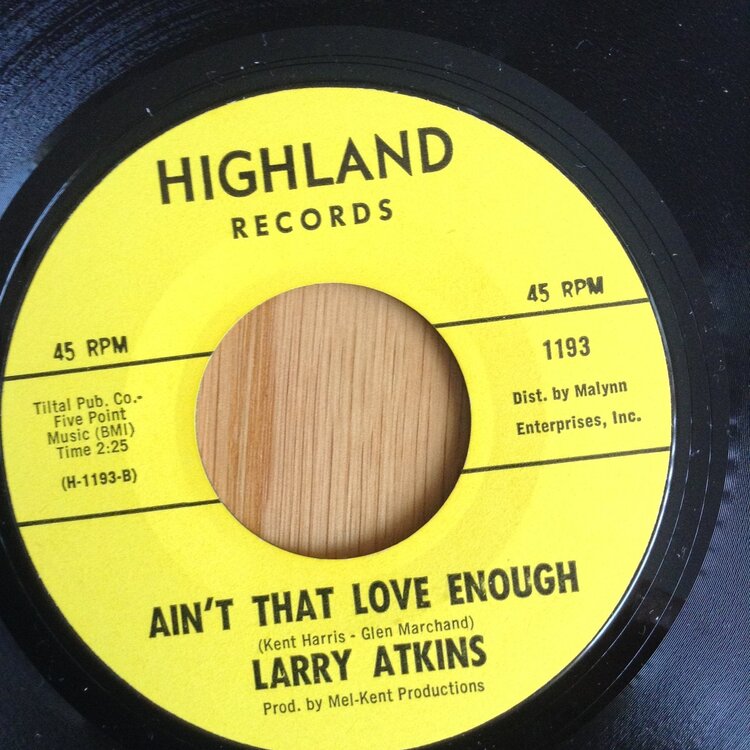 HIGHLAND
RECORDS
45 RPM
45 RPM
Tiltal Pub. Co.-
Five Point
Music (BMI)
Time 2:25
(H-1193-B)
1193
Dist. by Malynn
Enterprises, Inc.
AIN'T THAT LOVE ENOUGH
(Kent Harris - Glen Marchand)
LARRY ATKINS
Prod. by Mel-Kent Productions